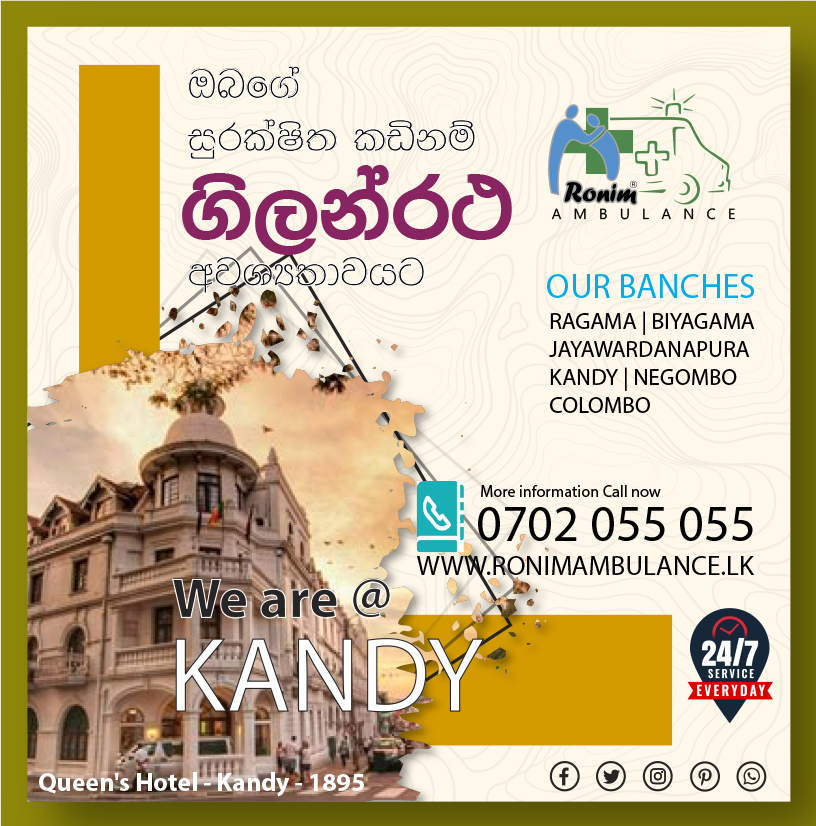 ඔබගේ
සුරක්ෂිත කඩිනම්
ගිලන්රථ
අවශ්‍යතාවයට
Ronim®
AMBULANCE
OUR BANCHES
RAGAMA | BIYAGAMA
JAYAWARDANAPURA
KANDY | NEGOMBO
COLOMBO
More information Call now
0702 055 055
WWW.RONIMAMBULANCE.LK
We are @
KANDY
24/7
SERVICE
EVERYDAY
Queen's Hotel - Kandy - 1895